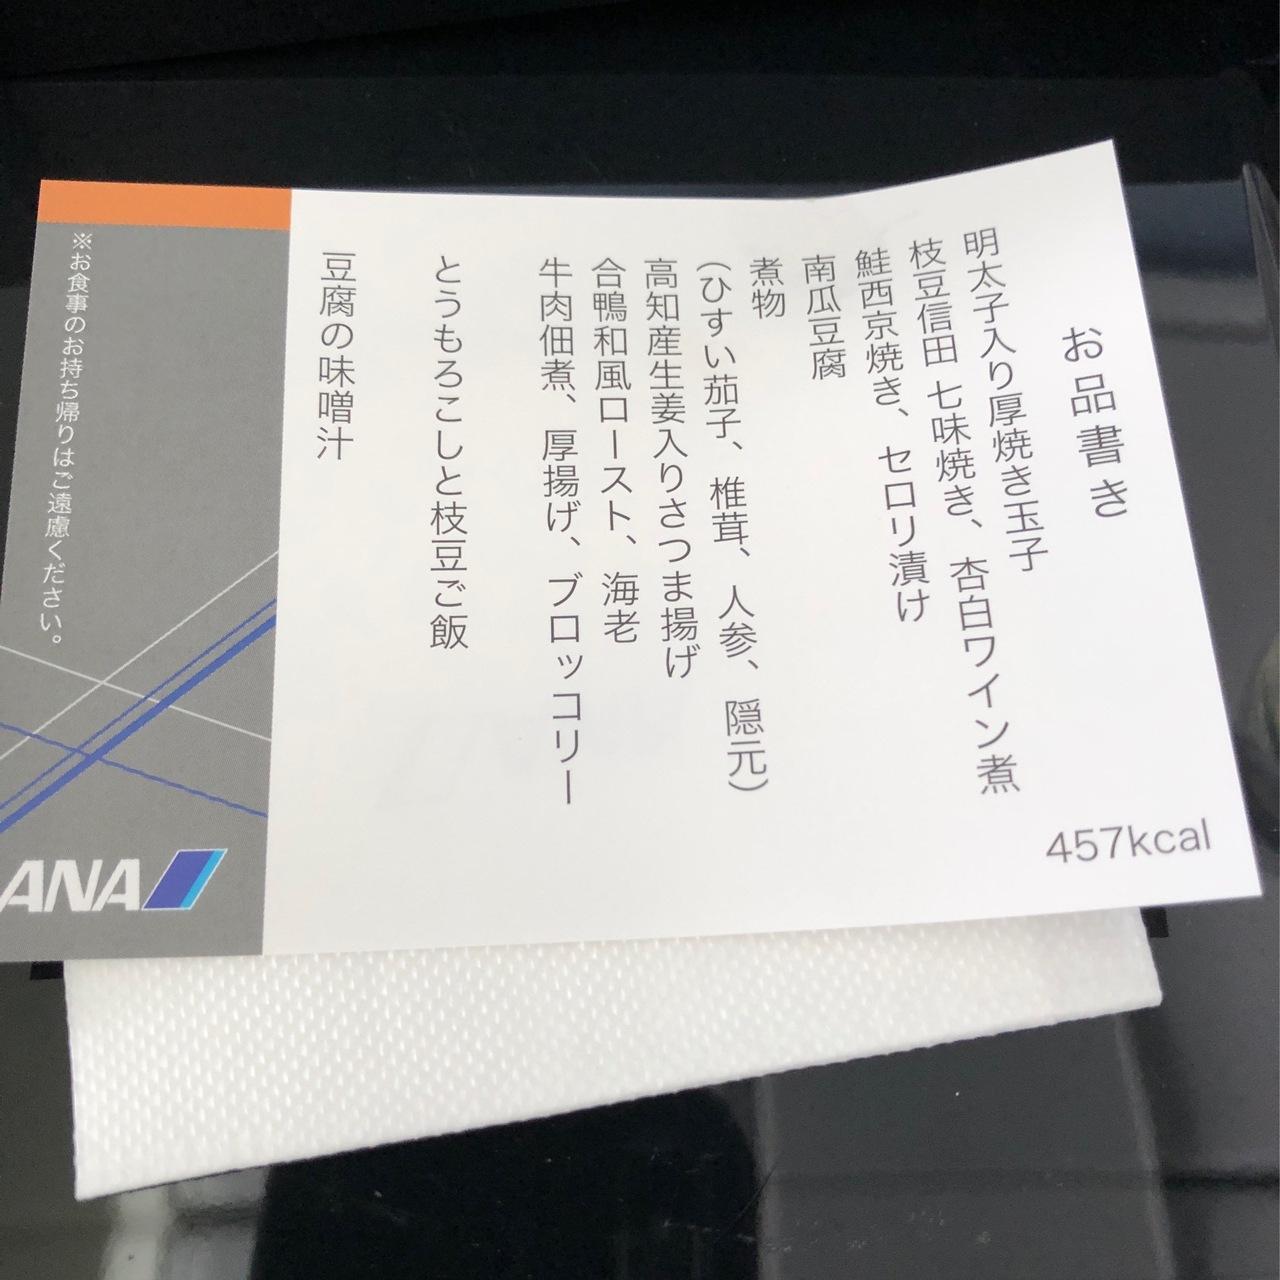 お品書き
明太子入り厚焼き玉子
枝豆信田 七味焼き、杏白ワイン煮
鮭西京焼き、セロリ漬け
南瓜豆腐
煮物
（ひすい茄子、椎茸、人参、隠元）
高知産生姜入りさつま揚げ
合鴨和風ロースト、海老
牛肉佃煮、厚揚げ、ブロッコリー
とうもろこしと枝豆ご飯
豆腐の味噌汁
457kcal
※お食事のお持ち帰りはご遠慮ください。
ANA